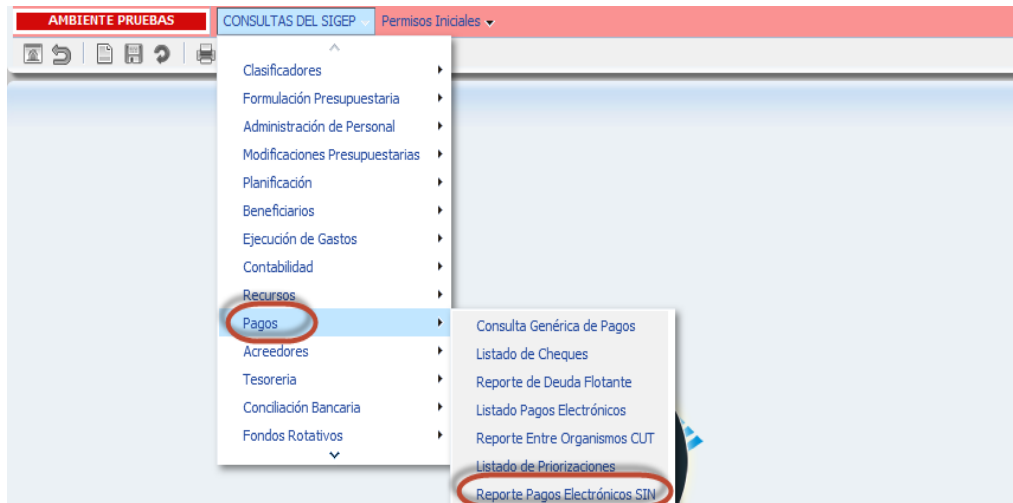 AMBIENTE PRUEBAS
CONSULTAS DEL SIGEP
Permisos Iniciales
Clasificadores
Formulación Presupuestaria
Administración de Personal
Modificaciones Presupuestarias
Planificación
Beneficiarios
Ejecución de Gastos
Contabilidad
Recursos
Pagos
Acreedores
Tesoreria
Conciliación Bancaria
Fondos Rotativos
Consulta Genérica de Pagos
Listado de Cheques
Reporte de Deuda Flotante
Listado Pagos Electrónicos
Reporte Entre Organismos CUT
Listado de Priorizaciones
Reporte Pagos Electrónicos SIN